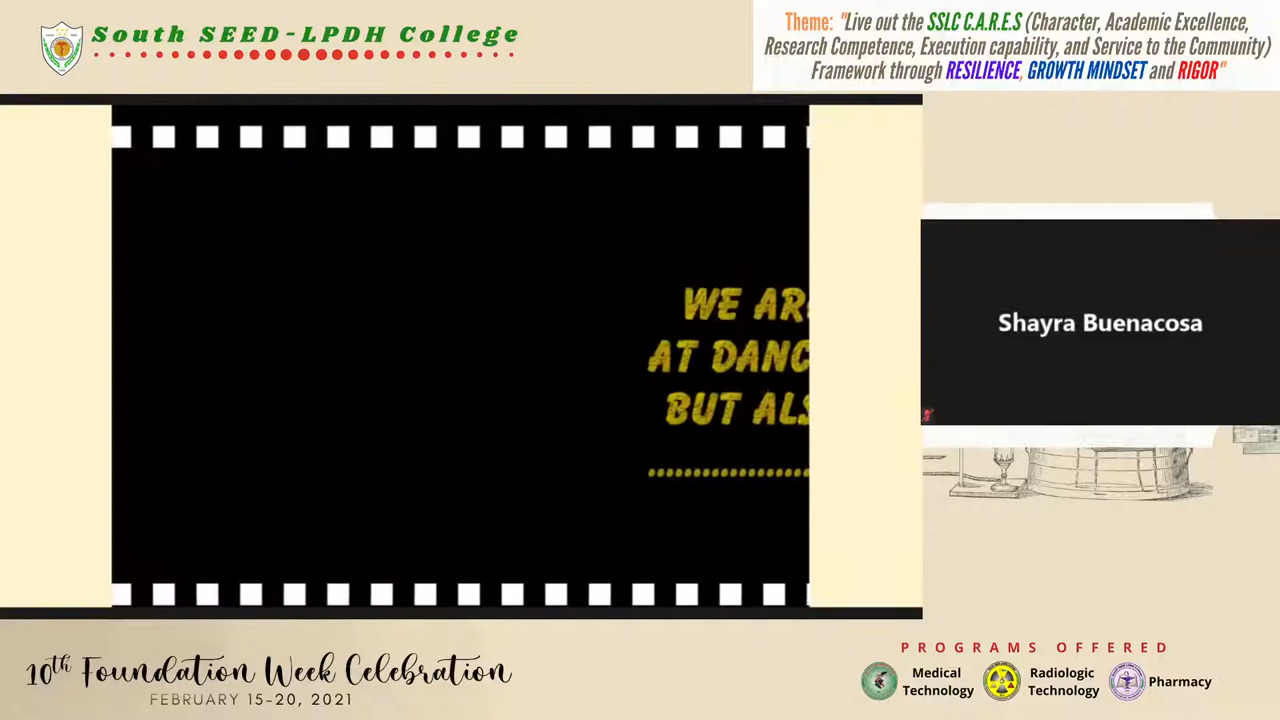 South SEED-LPDH College
Theme: "Live out the SSLC C.A.R.E.S (Character, Academic Excellence,
Research Competence, Execution capability, and Service to the Community)
Framework through RESILIENCE, GROWTH MINDSET and RIGOR"
WE AR
AT DANC
BUT ALS
Shayra Buenacosa
10th Foundation Week Celebration
FEBRUARY 15-20, 2021
PROGRAMS OFFERED
Medical
Technology
Radiologic
Technology
Pharmacy